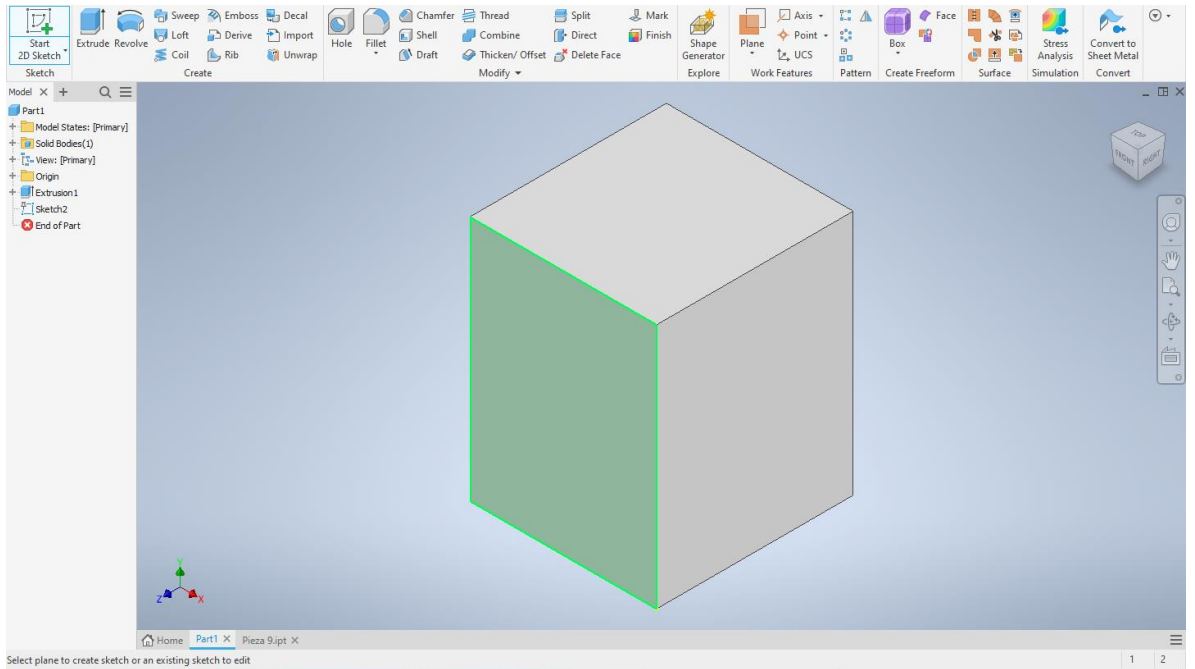 Start
2D Sketch
Extrude
Revolve
Sweep
Emboss
Decal
Loft
Derive
Import
Coil
Rib
Unwrap
Hole
Fillet
Chamfer
Thread
Shell
Combine
Draft
Thicken/ Offset
Split
Direct
Delete Face
Mark
Finish
Shape
Generator
Plane
Axis
Point
UCS
Box
Face
Stress
Analysis
Convert to
Sheet Metal
Sketch
Create
Modify
Explore
Work Features
Pattern
Create Freeform
Surface
Simulation
Convert
Model
Part1
Model States: [Primary]
Solid Bodies(1)
View: [Primary]
Origin
Extrusion1
Sketch2
End of Part
TOP
FRONT
RIGHT
Y
Z
X
Home
Part1
Pieza 9.ipt
Select plane to create sketch or an existing sketch to edit
1
2